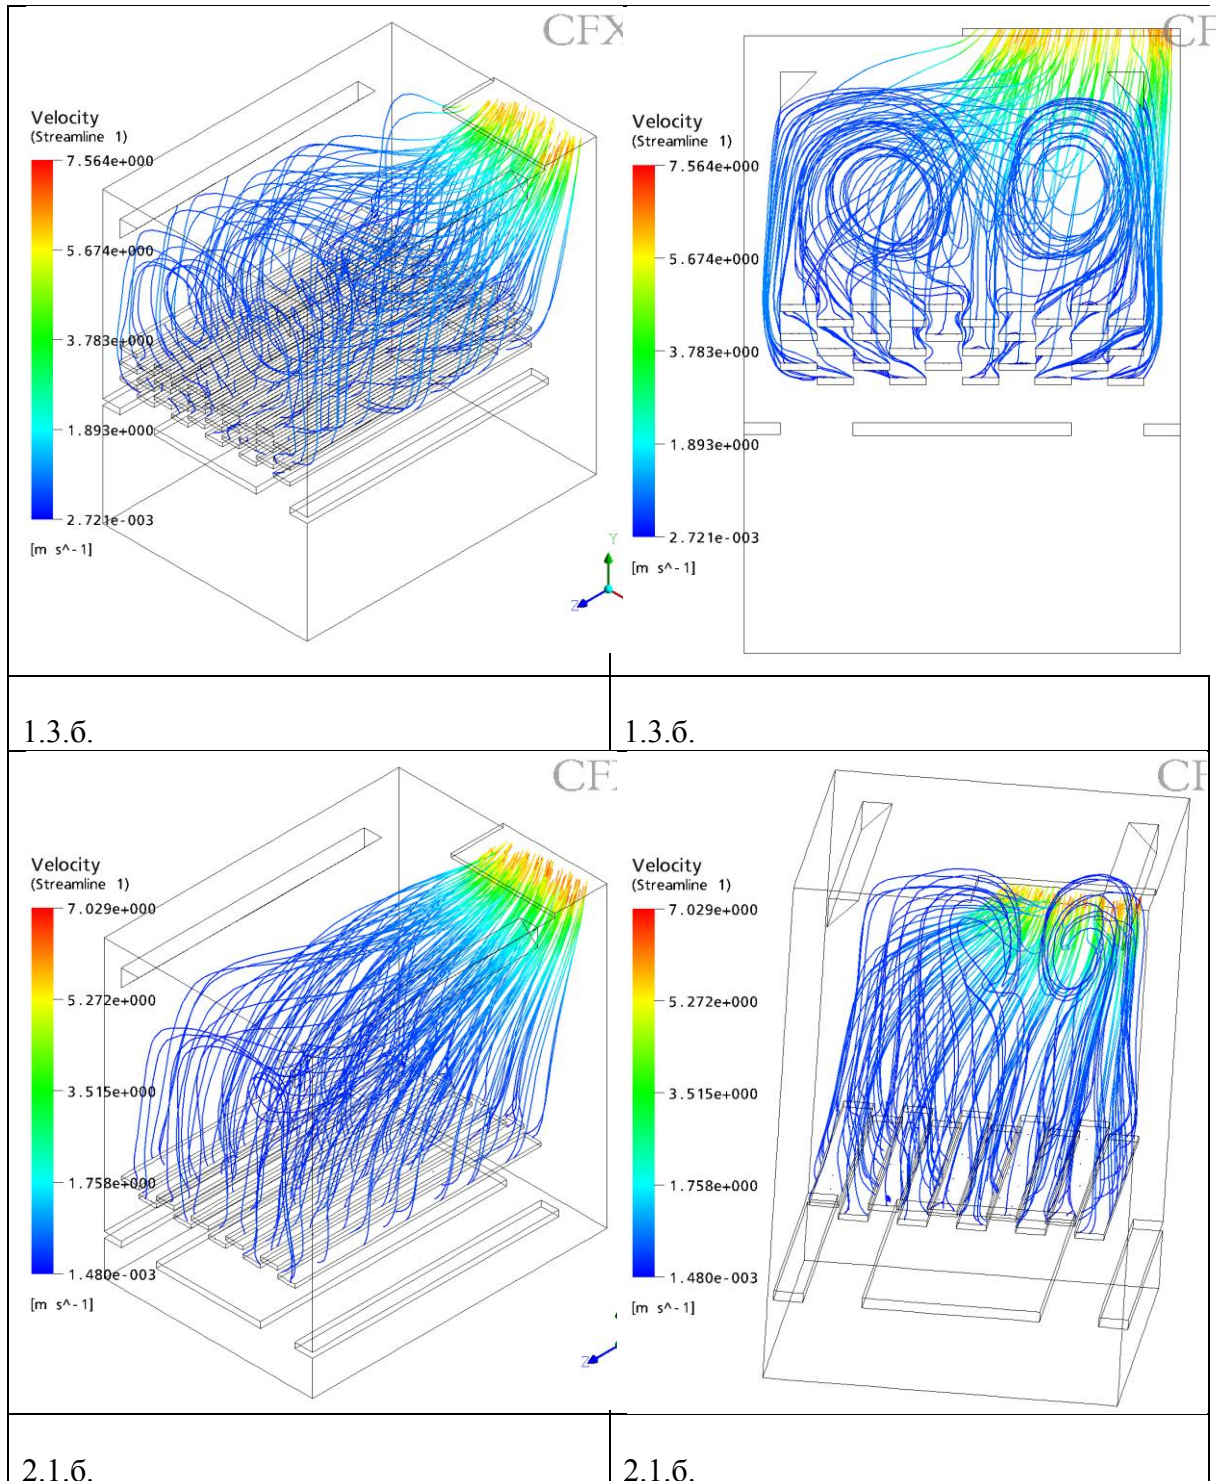 CFX
Velocity
(Streamline 1)
7.564e+000
5.674e+000
3.783e+000
1.893e+000
2.721e-003
[m s^-1]
Y
Z
CF
Velocity
(Streamline 1)
7.564e+000
5.674e+000
3.783e+000
1.893e+000
2.721e-003
[m s^-1]
1.3.б.
1.3.б.
CF
Velocity
(Streamline 1)
7.029e+000
5.272e+000
3.515e+000
1.758e+000
1.480e-003
[m s^-1]
Z
CF
Velocity
(Streamline 1)
7.029e+000
5.272e+000
3.515e+000
1.758e+000
1.480e-003
[m s^-1]
2.1.б.
2.1.б.